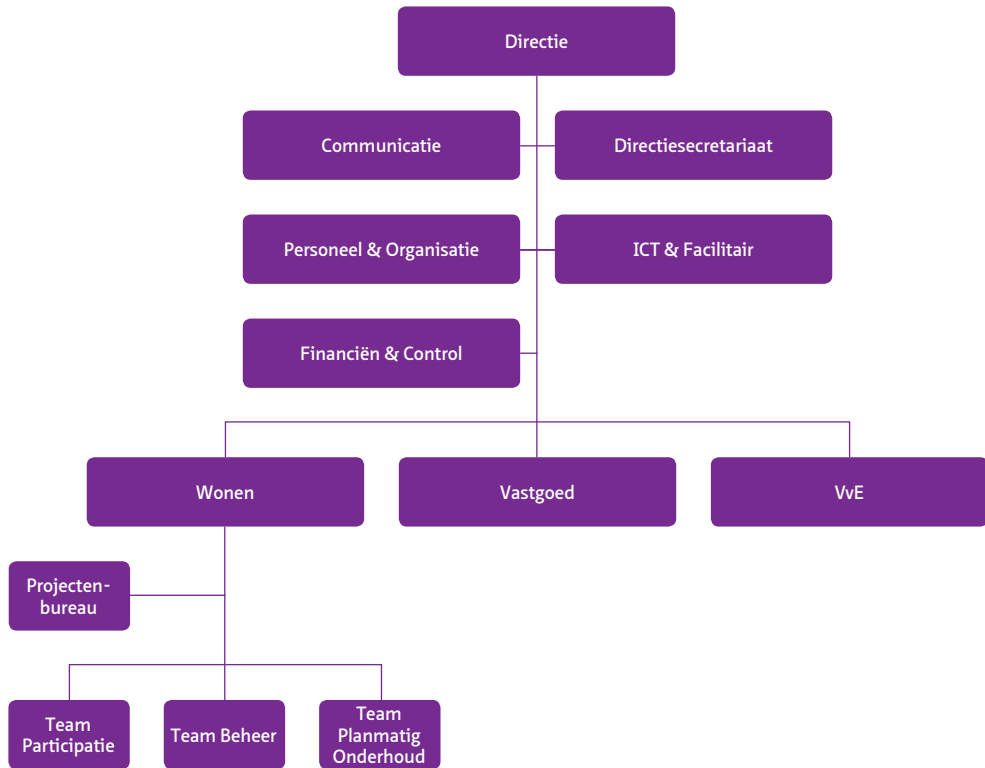 Directie
Communicatie
Directiesecretariaat
Personeel & Organisatie
ICT & Facilitair
Financiën & Control
Wonen
Vastgoed
VvE
Projecten-
bureau
Team
Participatie
Team Beheer
Team
Planmatig
Onderhoud